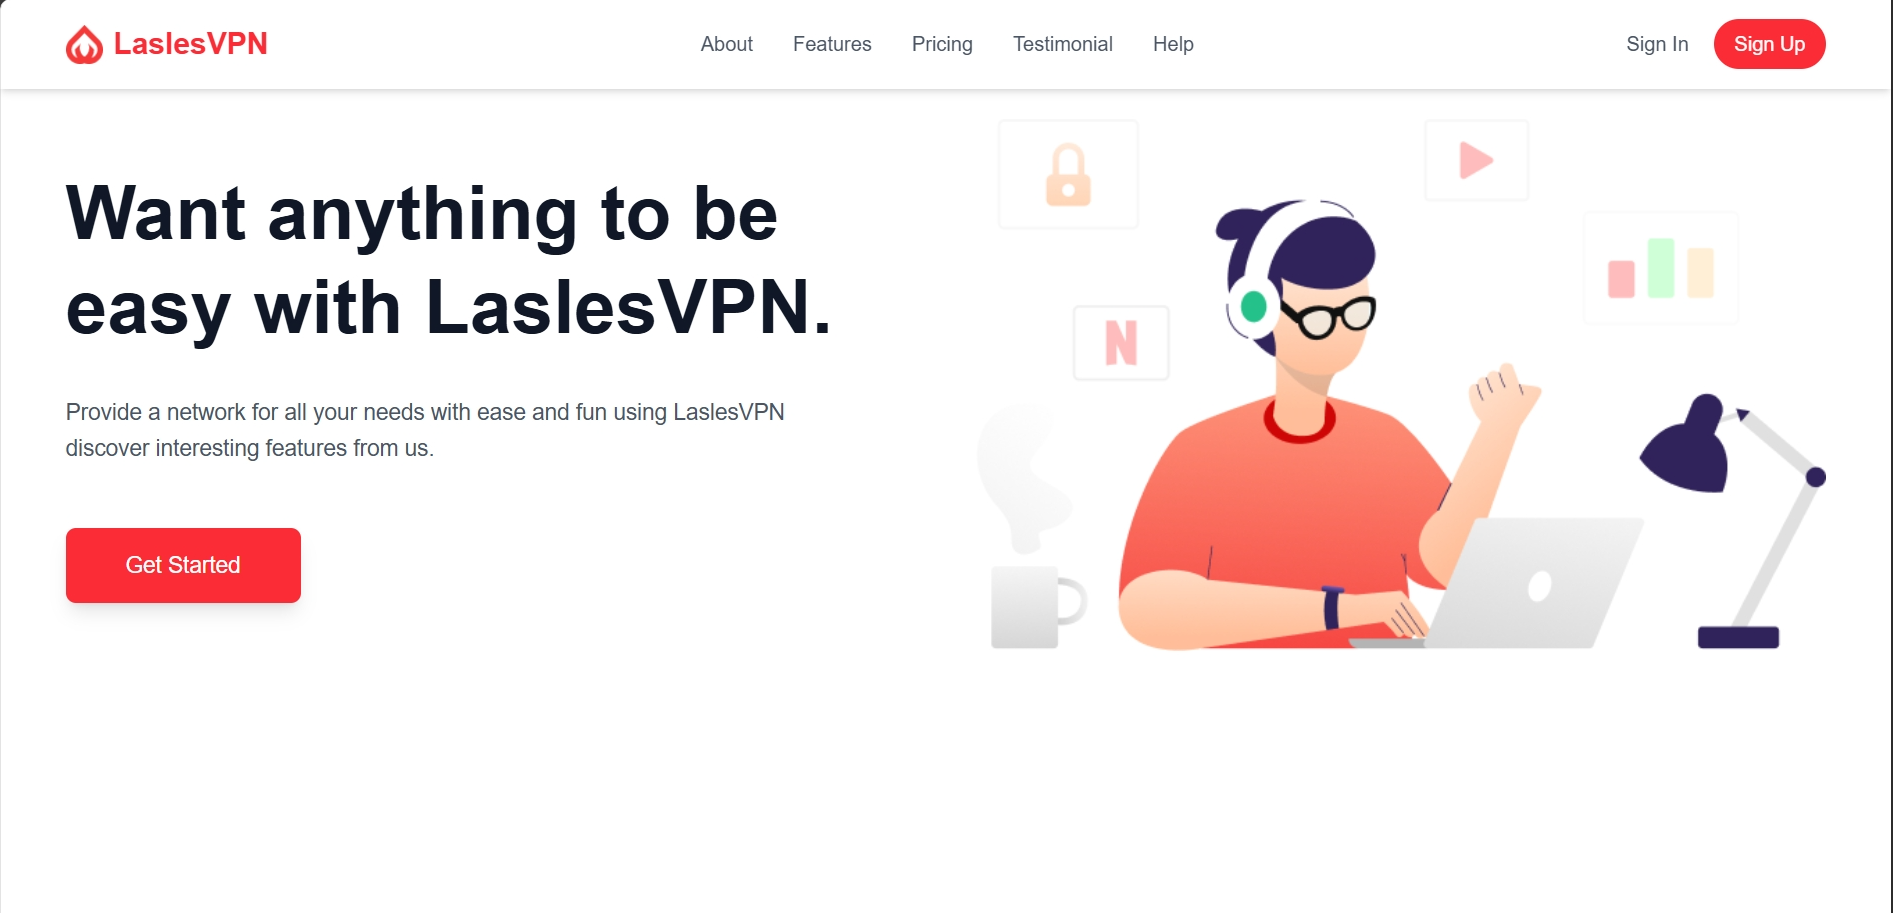 LaslesVPN
About
Features
Pricing
Testimonial
Help
Sign In
Sign Up
Want anything to be
easy with LaslesVPN.
Provide a network for all your needs with ease and fun using LaslesVPN
discover interesting features from us.
Get Started
N